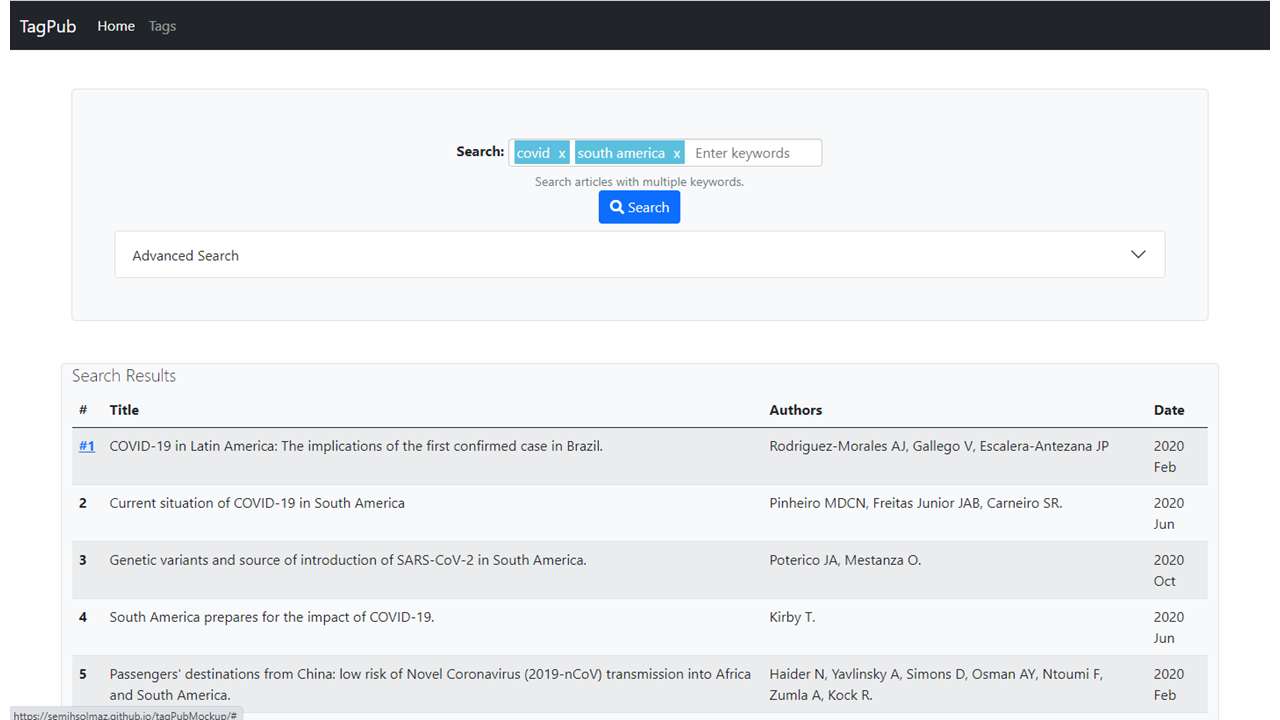 TagPub Home Tags
Search: covid x south america x Enter keywords
Search articles with multiple keywords.
Search
Advanced Search
Search Results
# Title Authors Date
#1 COVID-19 in Latin America: The implications of the first confirmed case in Brazil. Rodriguez-Morales AJ, Gallego V, Escalera-Antezana JP 2020
Feb
2 Current situation of COVID-19 in South America Pinheiro MDCN, Freitas Junior JAB, Carneiro SR. 2020
Jun
3 Genetic variants and source of introduction of SARS-CoV-2 in South America. Poterico JA, Mestanza O. 2020
Oct
4 South America prepares for the impact of COVID-19. Kirby T. 2020
Jun
5 Passengers' destinations from China: low risk of Novel Coronavirus (2019-nCoV) transmission into Africa Haider N, Yavlinsky A, Simons D, Osman AY, Ntoumi F, 2020
and South America. Zumla A, Kock R. Feb
https://semihsolmaz.github.io/tagPubMockup/#